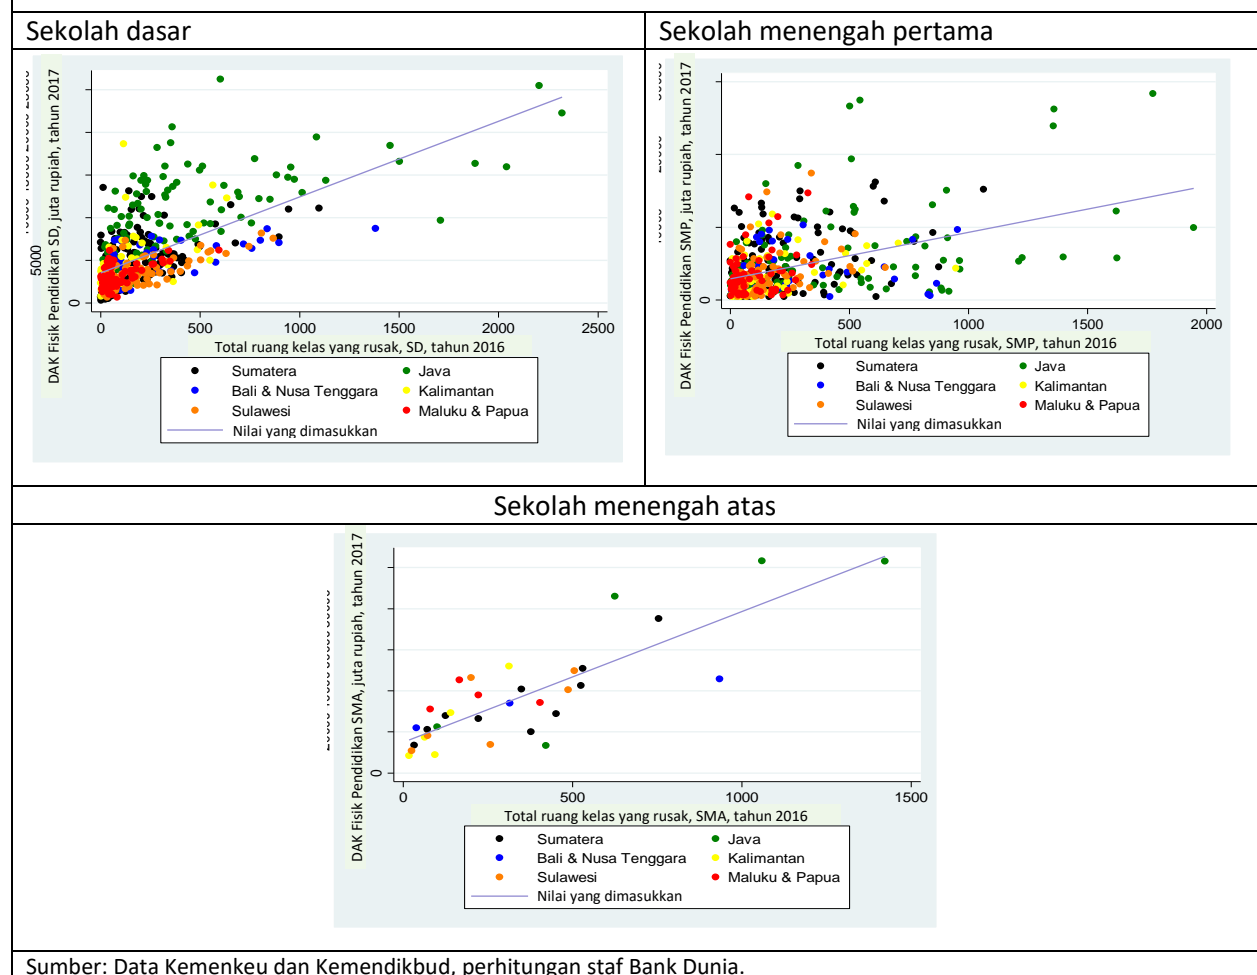 Sekolah dasar
Sekolah menengah pertama
DAK Fisik Pendidikan SD, juta rupiah, tahun 2017
5000
0
0 500 1000 1500 2000 2500
Total ruang kelas yang rusak, SD, tahun 2016
Sumatera Java
Bali & Nusa Tenggara Kalimantan
Sulawesi Maluku & Papua
Nilai yang dimasukkan
DAK Fisik Pendidikan SMP, juta rupiah, tahun 2017
0
0 500 1000 1500 2000
Total ruang kelas yang rusak, SMP, tahun 2016
Sumatera Java
Bali & Nusa Tenggara Kalimantan
Sulawesi Maluku & Papua
Nilai yang dimasukkan
Sekolah menengah atas
DAK Fisik Pendidikan SMA, juta rupiah, tahun 2017
0
0 500 1000 1500
Total ruang kelas yang rusak, SMA, tahun 2016
Sumatera Java
Bali & Nusa Tenggara Kalimantan
Sulawesi Maluku & Papua
Nilai yang dimasukkan
Sumber: Data Kemenkeu dan Kemendikbud, perhitungan staf Bank Dunia.